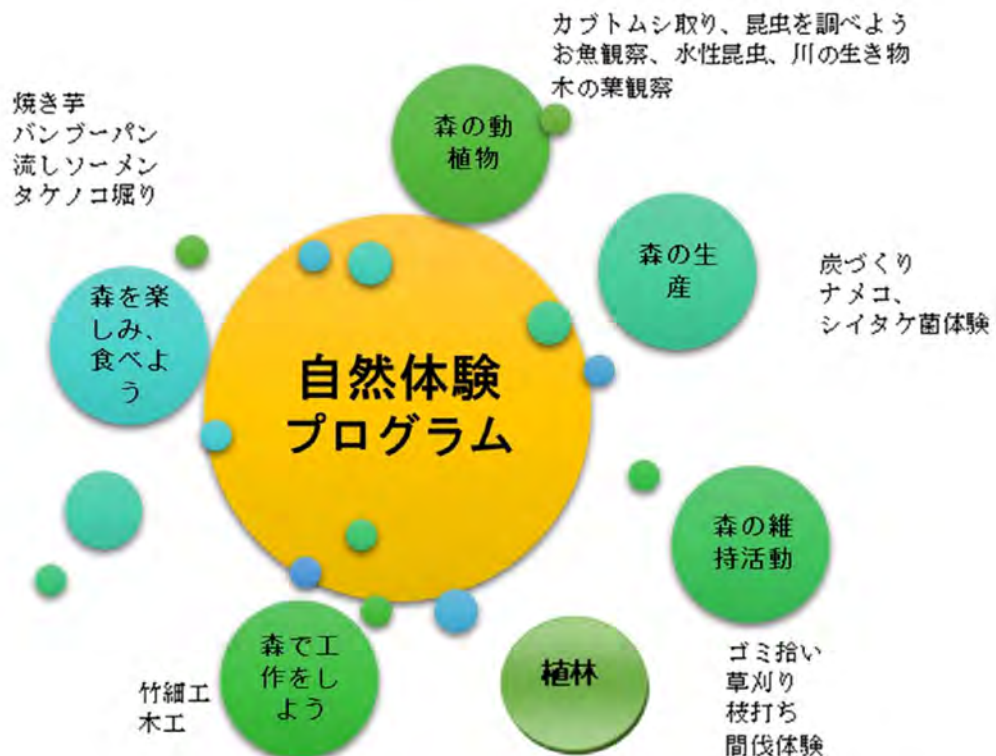 カブトムシ取り、昆虫を調べよう
お魚観察、水性昆虫、川の生き物
木の葉観察
森の動
植物
焼き芋
バンブーパン
流しソーメン
タケノコ堀り
森の生
産
炭づくり
ナメコ、
シイタケ菌体験
森を楽
しみ、
食べよ
う
自然体験
プログラム
森の維
持活動
ゴミ拾い
草刈り
枝打ち
間伐体験
植林
森で工
作をし
よう
竹細工
木工